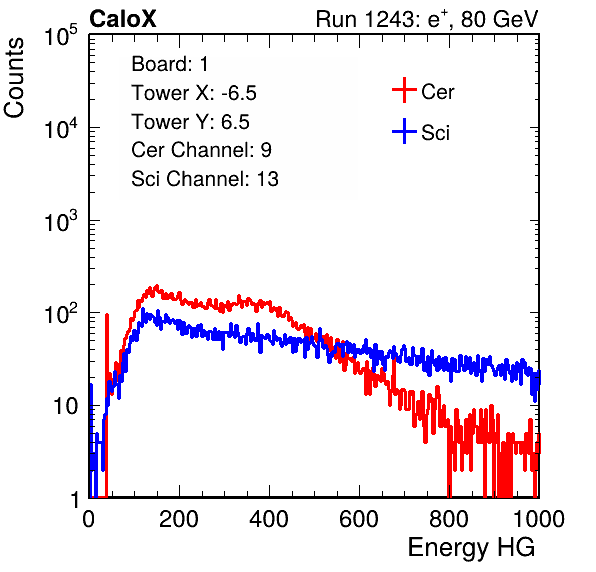 CaloX Run 1243: e⁺, 80 GeV
Counts
10⁵
10⁴
10³
10²
10
1
Board: 1
Tower X: -6.5
Tower Y: 6.5
Cer Channel: 9
Sci Channel: 13
Cer
Sci
0 200 400 600 800 1000
Energy HG